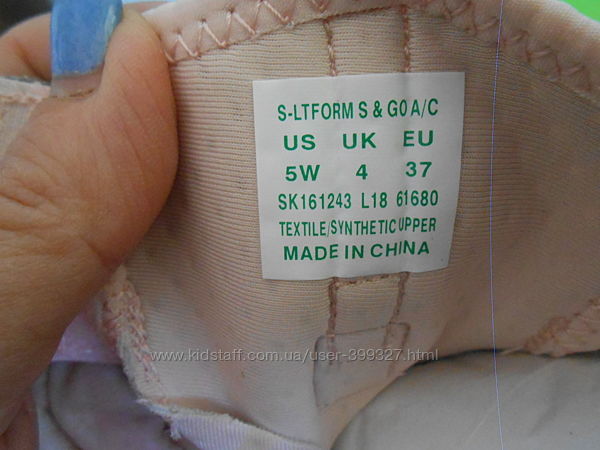 S-LTFORM S & GO A/C
US UK EU
5W 4 37
SK161243 L18 61680
TEXTILE/SYNTHETIC UPPER
MADE IN CHINA
www.kidstaff.com.ua/user-399327.html